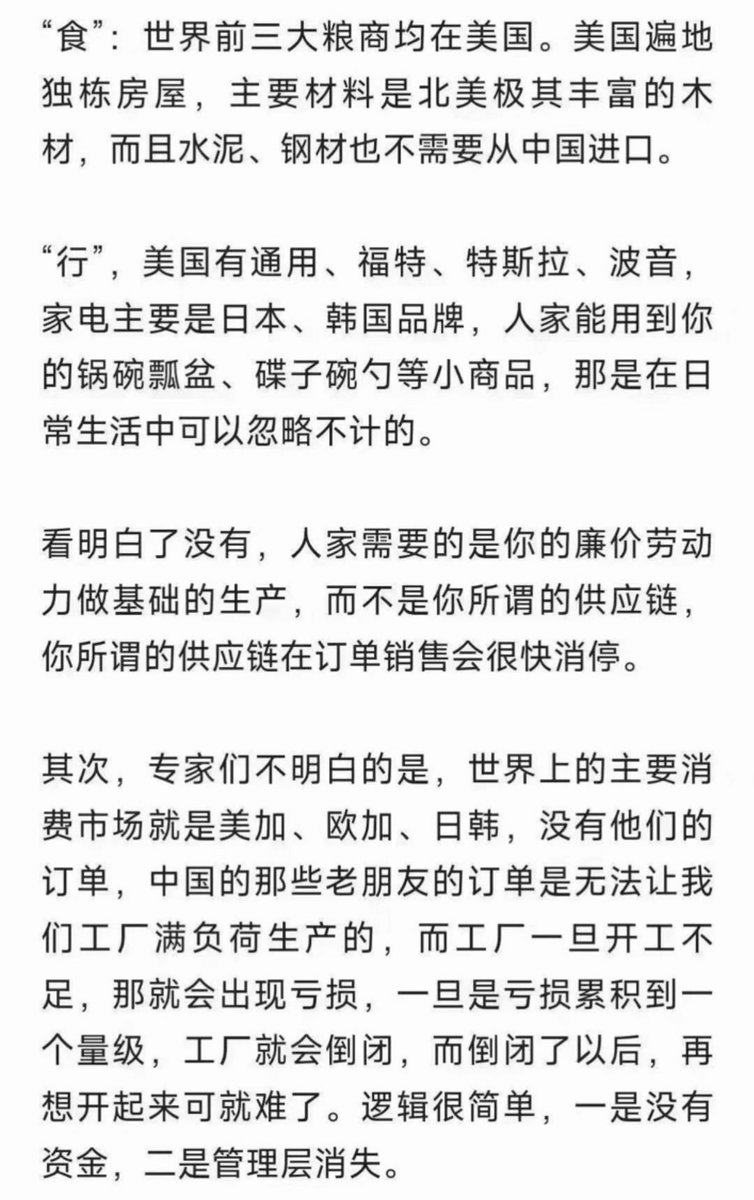 “食”：世界前三大粮商均在美国。美国遍地
独栋房屋，主要材料是北美极其丰富的木
材，而且水泥、钢材也不需要从中国进口。
“行”，美国有通用、福特、特斯拉、波音，
家电主要是日本、韩国品牌，人家能用到你
的锅碗瓢盆、碟子碗勺等小商品，那是在日
常生活中可以忽略不计的。
看明白了没有，人家需要的是你的廉价劳动
力做基础的生产，而不是你所谓的供应链，
你所谓的供应链在订单销售会很快消停。
其次，专家们不明白的是，世界上的主要消
费市场就是美加、欧加、日韩，没有他们的
订单，中国的那些老朋友的订单是无法让我
们工厂满负荷生产的，而工厂一旦开工不
足，那就会出现亏损，一旦是亏损累积到一
个量级，工厂就会倒闭，而倒闭了以后，再
想开起来可就难了。逻辑很简单，一是没有
资金，二是管理层消失。